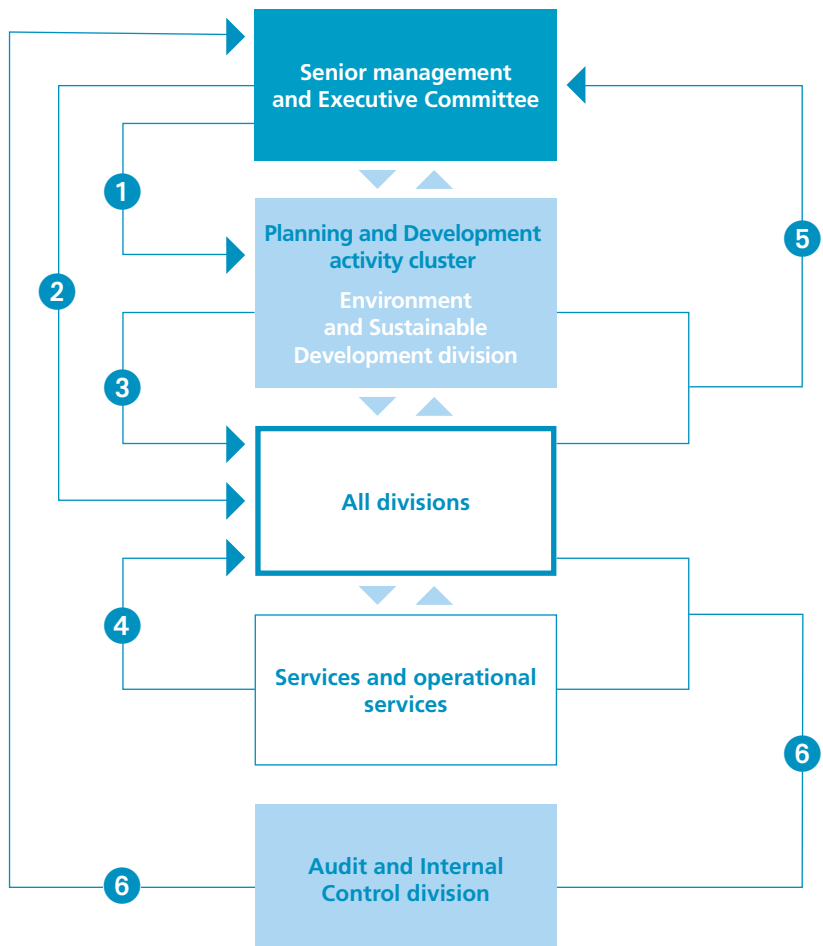 Senior management
and Executive Committee
1
Planning and Development
activity cluster
5
2
Environment
and Sustainable
Development division
3
All divisions
4
Services and operational
services
6
Audit and Internal
Control division
6